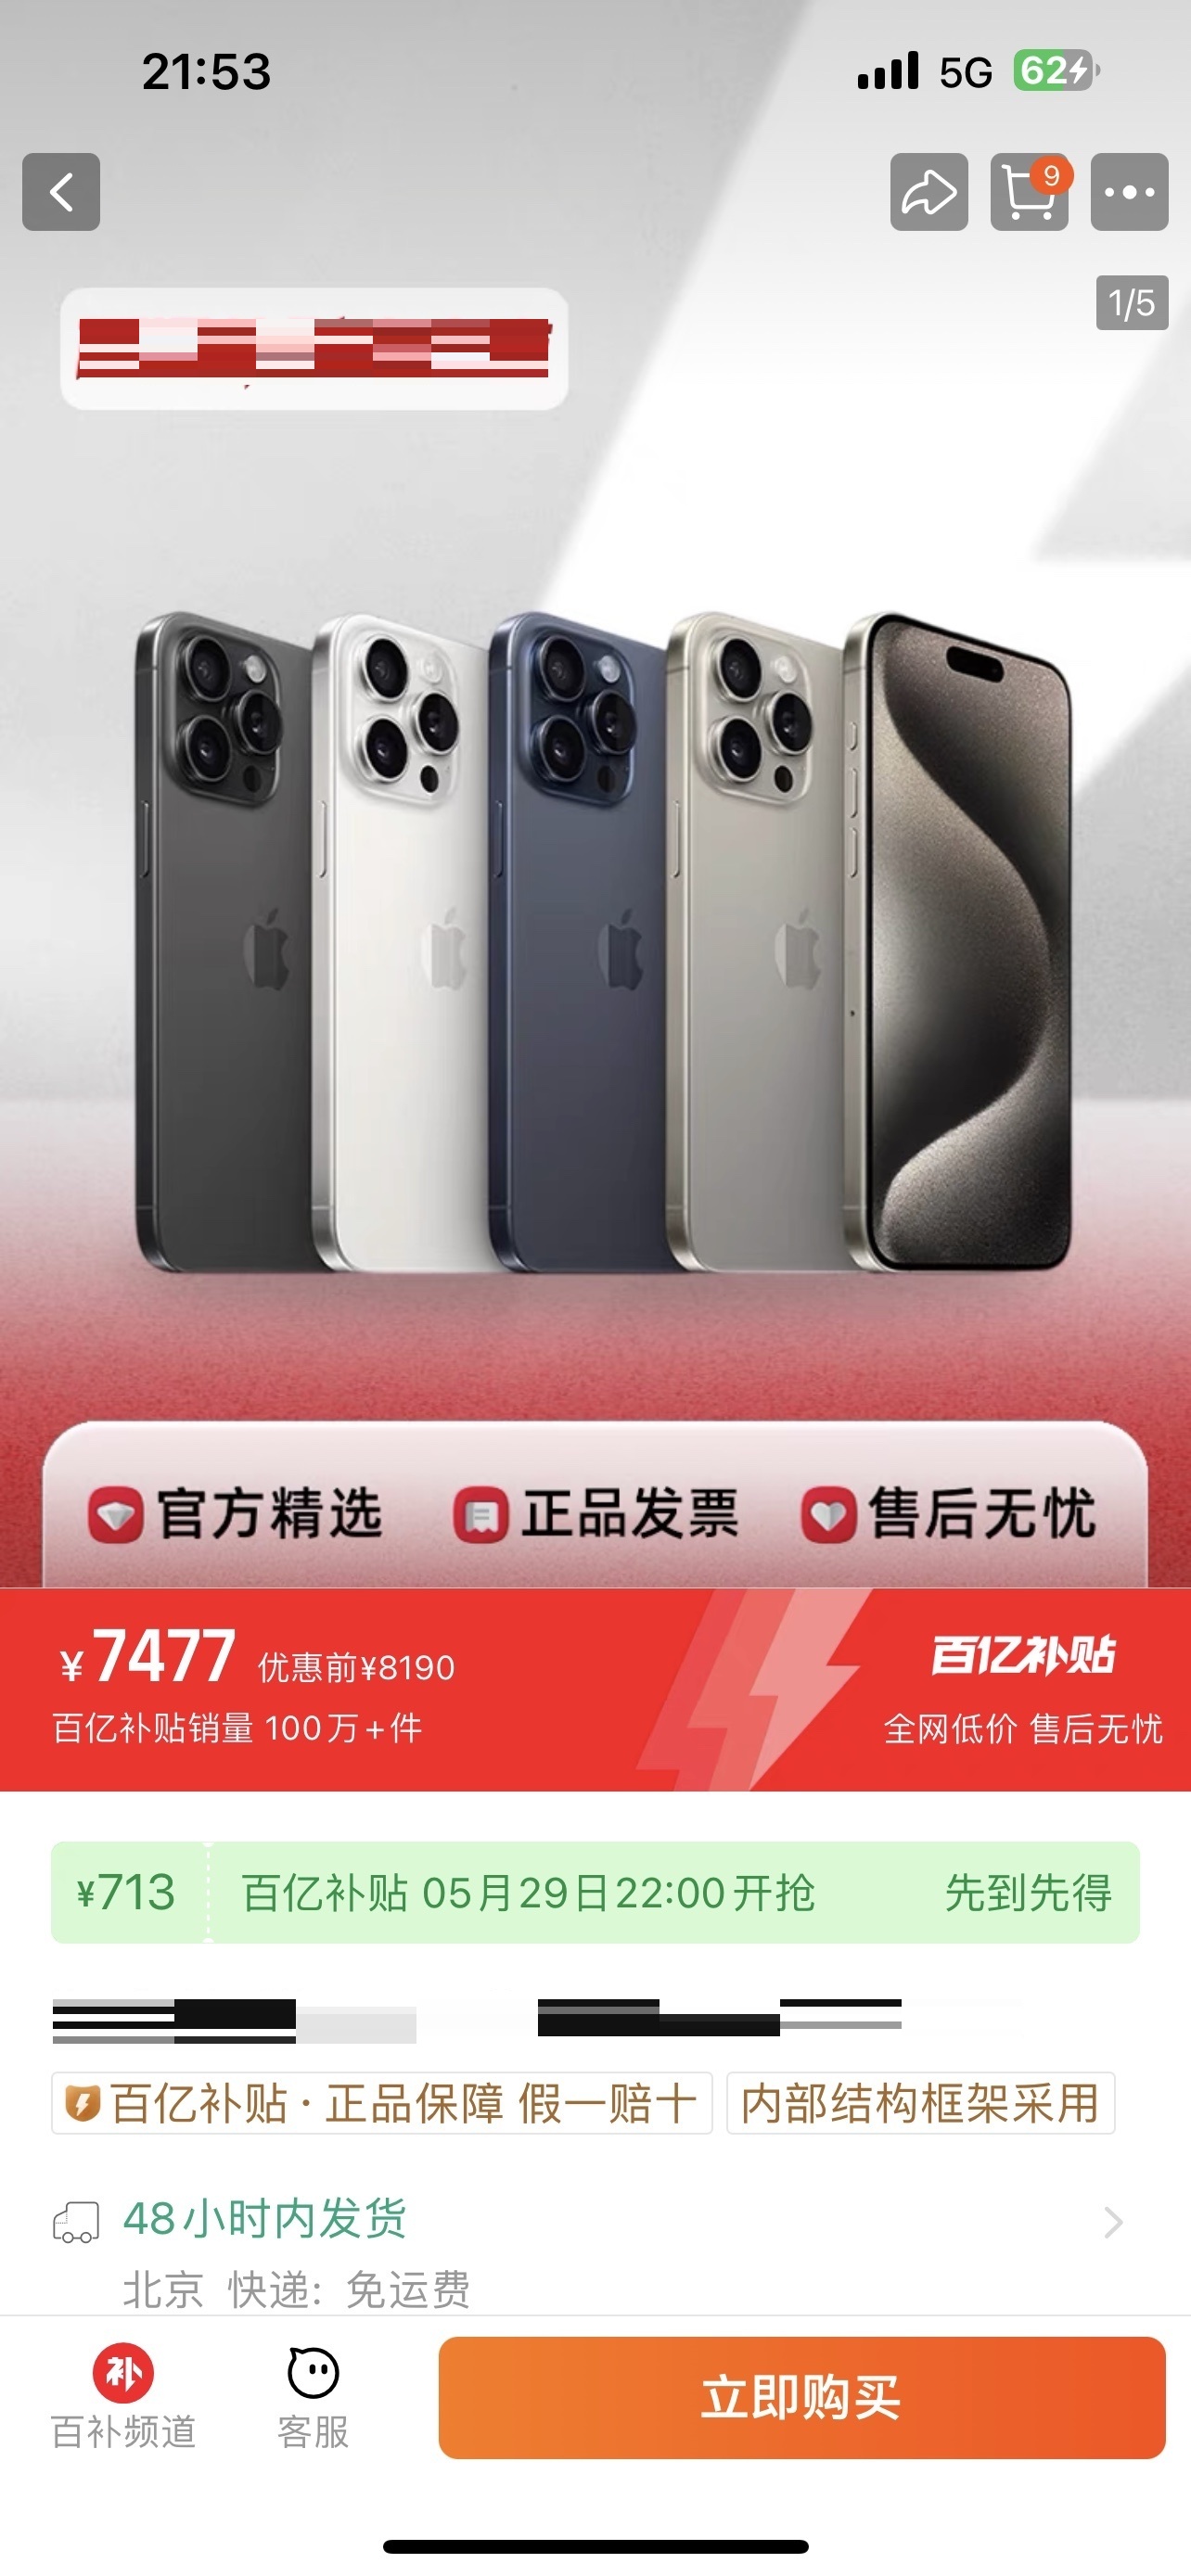 21:53
5G 62
9
1/5
官方精选 正品发票 售后无忧
¥7477 优惠前¥8190
百亿补贴
百亿补贴销量 100万+件
全网低价 售后无忧
¥713 百亿补贴 05月29日22:00开抢 先到先得
百亿补贴·正品保障 假一赔十 内部结构框架采用
48小时内发货
北京 快递: 免运费
补
百补频道 客服 立即购买